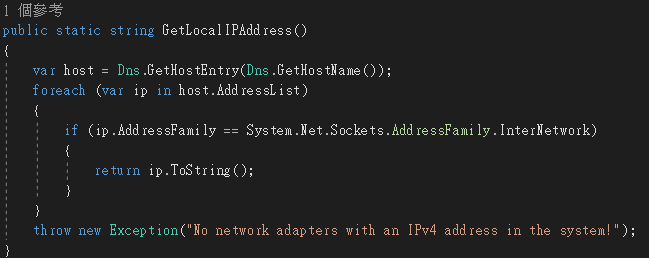 1 個參考
public static string GetLocalIPAddress()
{
var host = Dns.GetHostEntry(Dns.GetHostName());
foreach (var ip in host.AddressList)
{
if (ip.AddressFamily == System.Net.Sockets.AddressFamily.InterNetwork)
{
return ip.ToString();
}
}
throw new Exception("No network adapters with an IPv4 address in the system!");
}